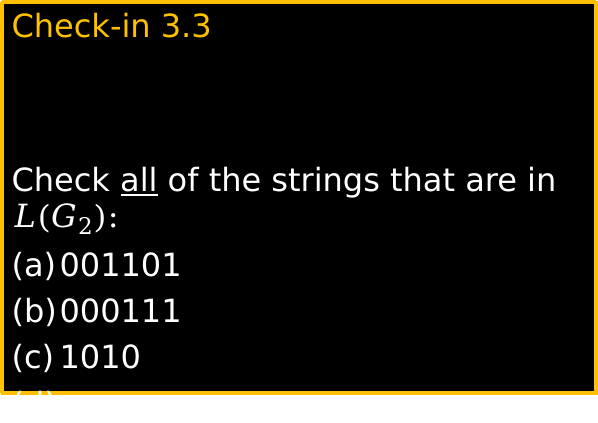 Check-in 3.3
Check all of the strings that are in
L(G₂):
(a) 001101
(b) 000111
(c) 1010